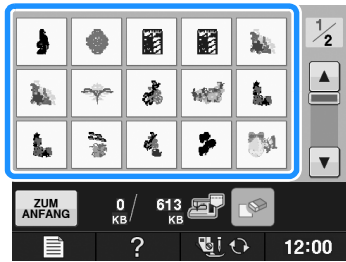 1/2
ZUM
ANFANG
0 KB / 613 KB
?
12:00